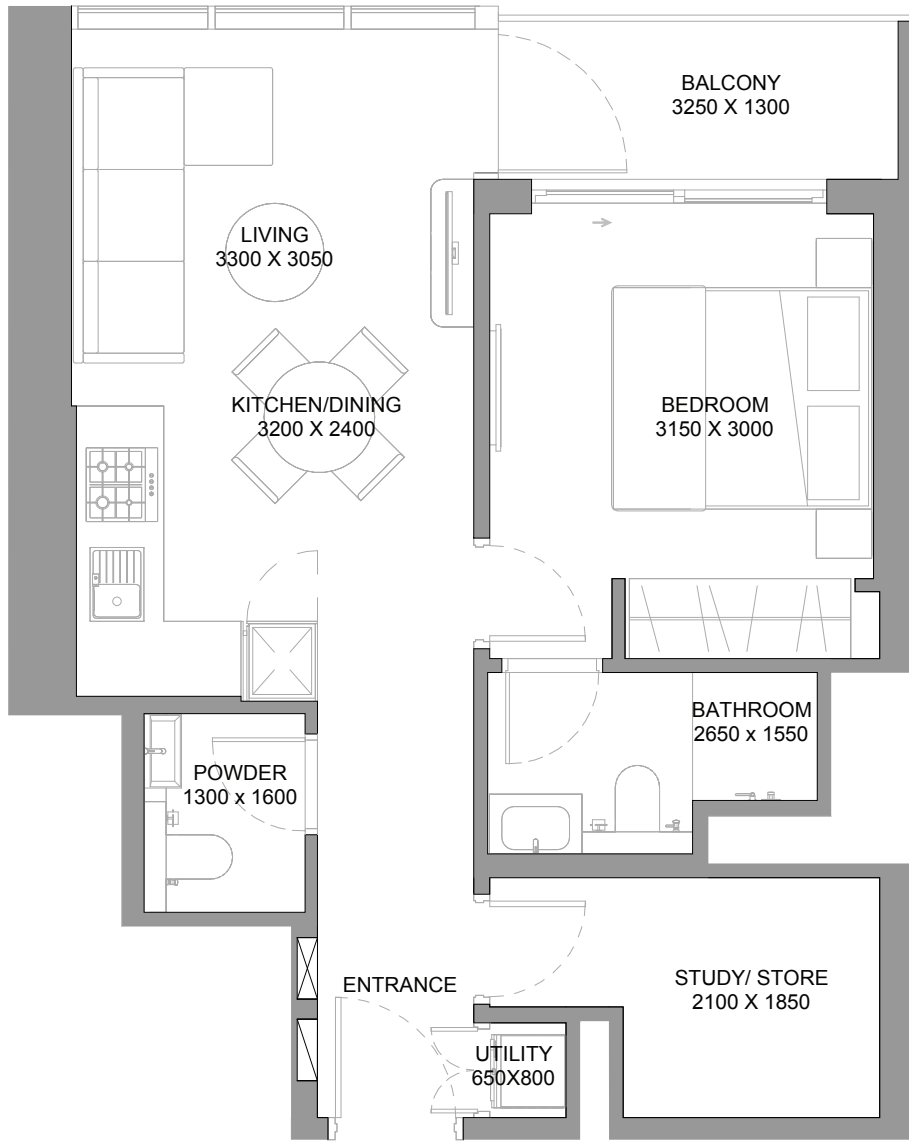 BALCONY
3250 X 1300
LIVING
3300 X 3050
KITCHEN/DINING
3200 X 2400
BEDROOM
3150 X 3000
BATHROOM
2650 x 1550
POWDER
1300 x 1600
ENTRANCE
STUDY/ STORE
2100 X 1850
UTILITY
650X800